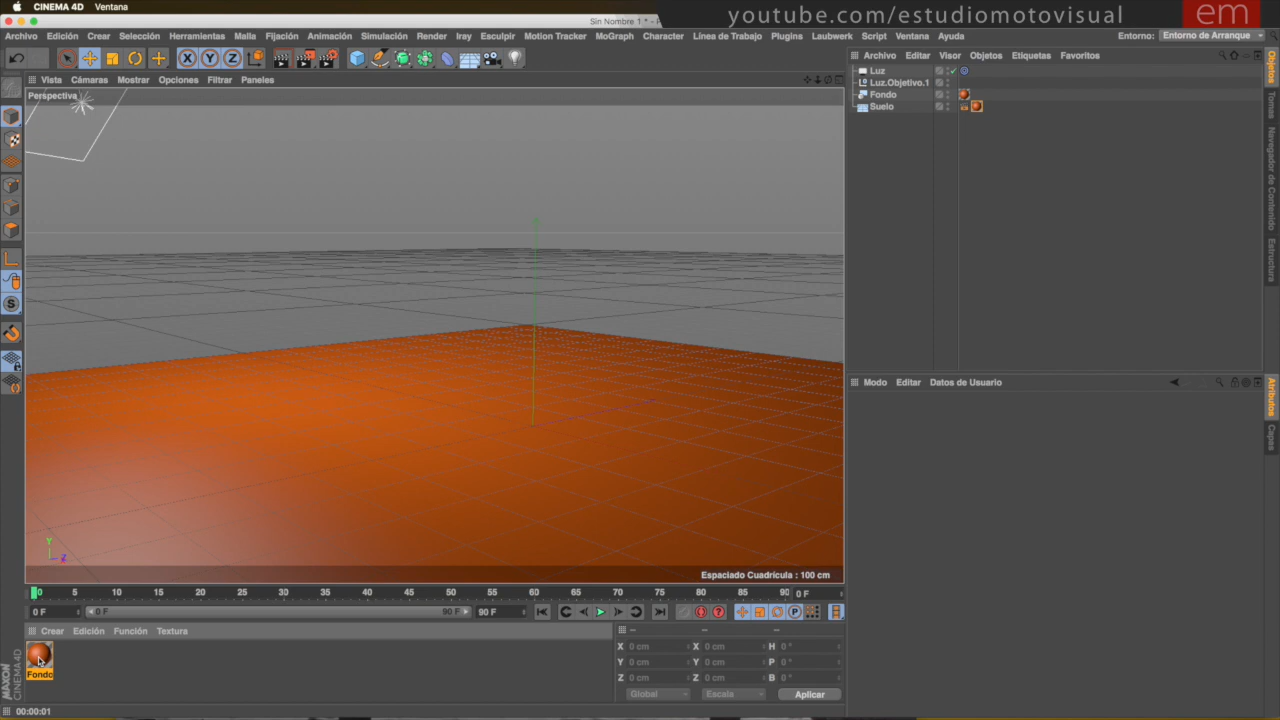 CINEMA 4D Ventana
Sin Nombre 1 * - 
youtube.com/estudiomotovisual em
Archivo Edición Crear Selección Herramientas Malla Fijación Animación Simulación Render Iray Esculpir Motion Tracker MoGraph Character Línea de Trabajo Plugins Laubwerk Script Ventana Ayuda Entorno: Entorno de Arranque
X Y Z
Archivo Editar Visor Objetos Etiquetas Favoritos
Vista Cámaras Mostrar Opciones Filtrar Paneles
Perspectiva
Luz
Luz.Objetivo.1
Fondo
Suelo
Objetos
Tomas
Navegador de Contenido
Estructura
S
Modo Editar Datos de Usuario
Atributos
Capas
Y
Z
Espaciado Cuadrícula : 100 cm
0 5 10 15 20 25 30 35 40 45 50 55 60 65 70 75 80 85 90 0 F
0 F 0 F 90 F 90 F
P
Crear Edición Función Textura
-- -- --
X 0 cm X 0 cm H 0 °
Y 0 cm Y 0 cm P 0 °
Z 0 cm Z 0 cm B 0 °
Global Escala Aplicar
Fondo
MAXON
CINEMA 4D
00:00:01